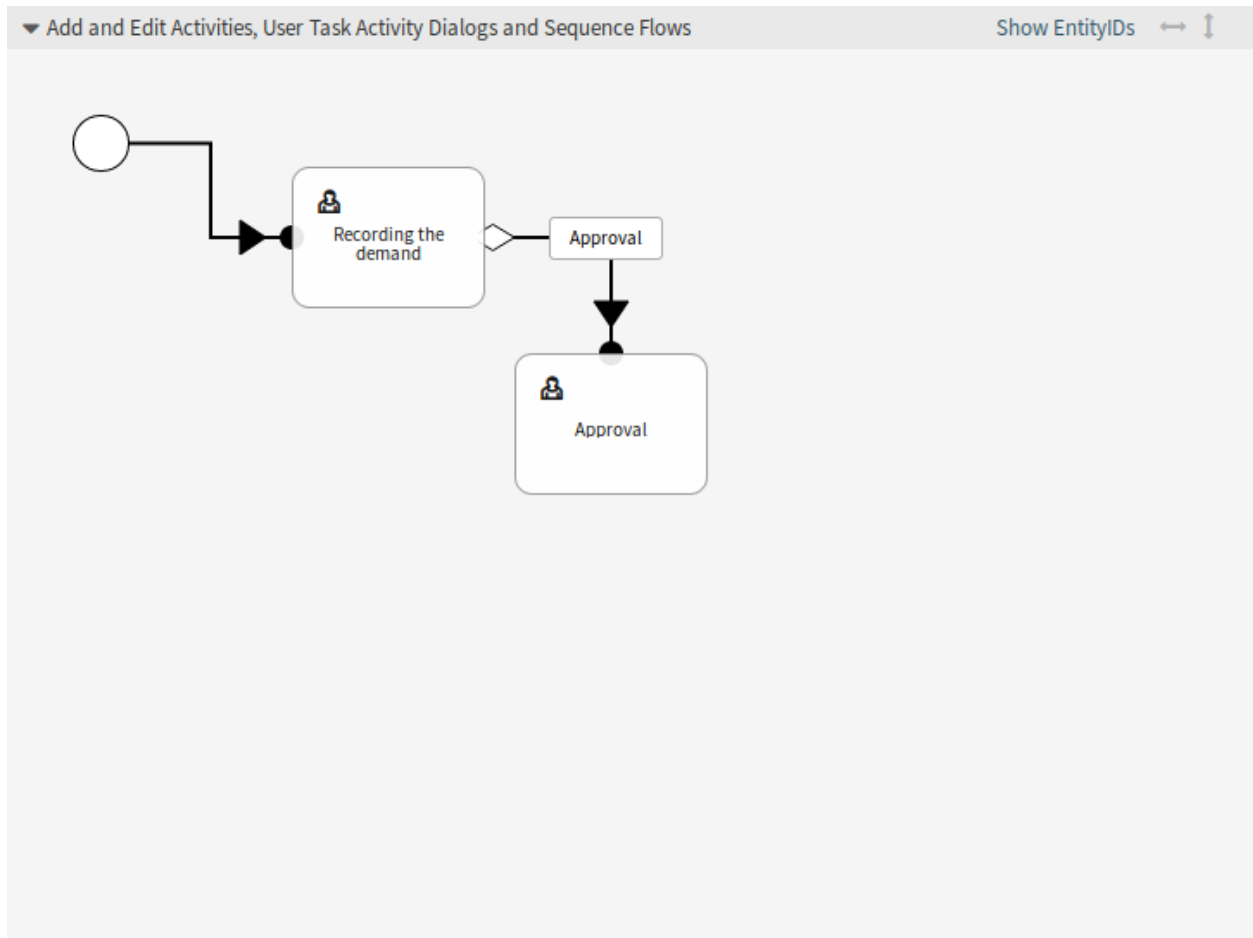 Add and Edit Activities, User Task Activity Dialogs and Sequence Flows
Show EntityIDs
Recording the
demand
Approval
Approval